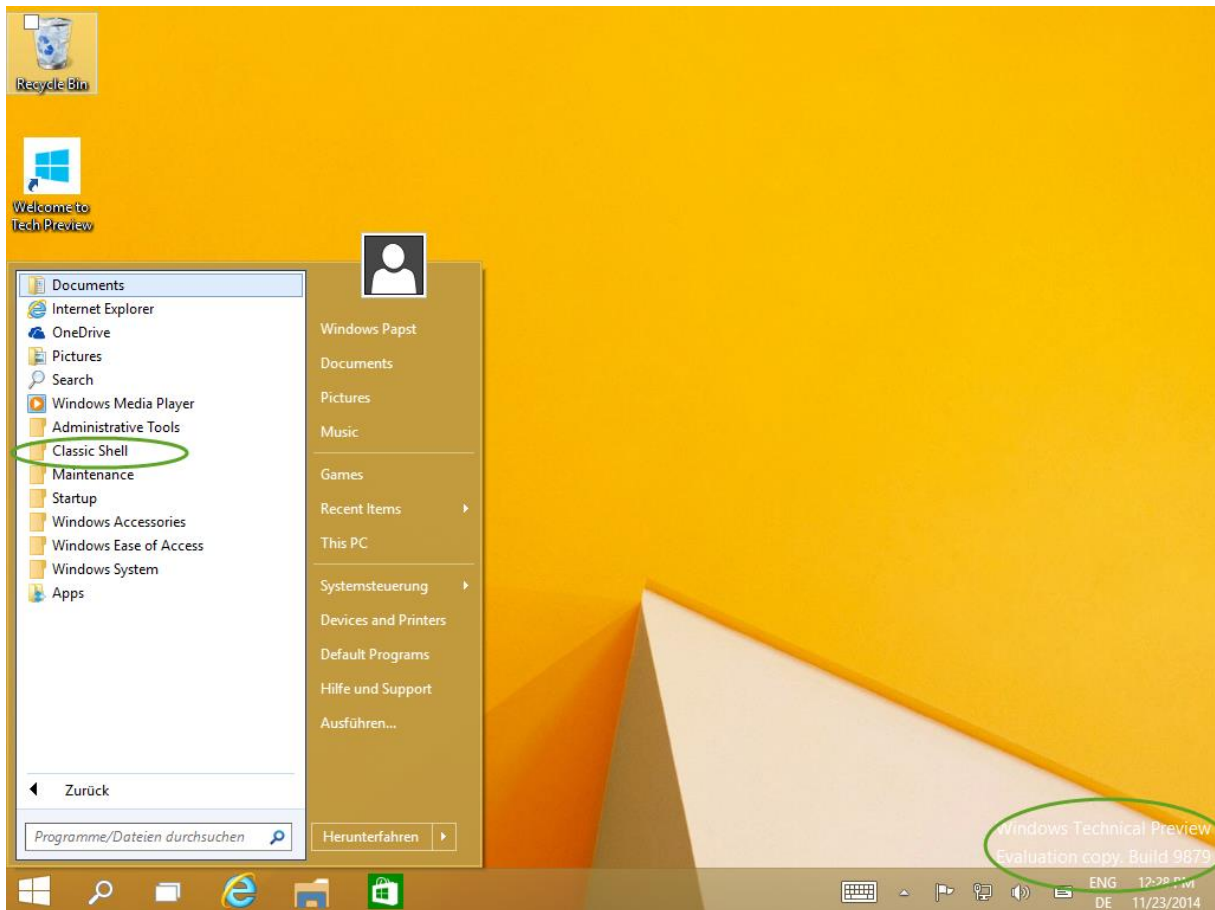 Recycle Bin
Welcome to
Tech Preview
Documents
Internet Explorer
OneDrive
Pictures
Search
Windows Media Player
Administrative Tools
Classic Shell
Maintenance
Startup
Windows Accessories
Windows Ease of Access
Windows System
Apps
Zurück
Programme/Dateien durchsuchen
Windows Papst
Documents
Pictures
Music
Games
Recent Items
This PC
Systemsteuerung
Devices and Printers
Default Programs
Hilfe und Support
Ausführen...
Herunterfahren
Windows Technical Preview
Evaluation copy. Build 9879
ENG 12:28 PM
DE 11/23/2014